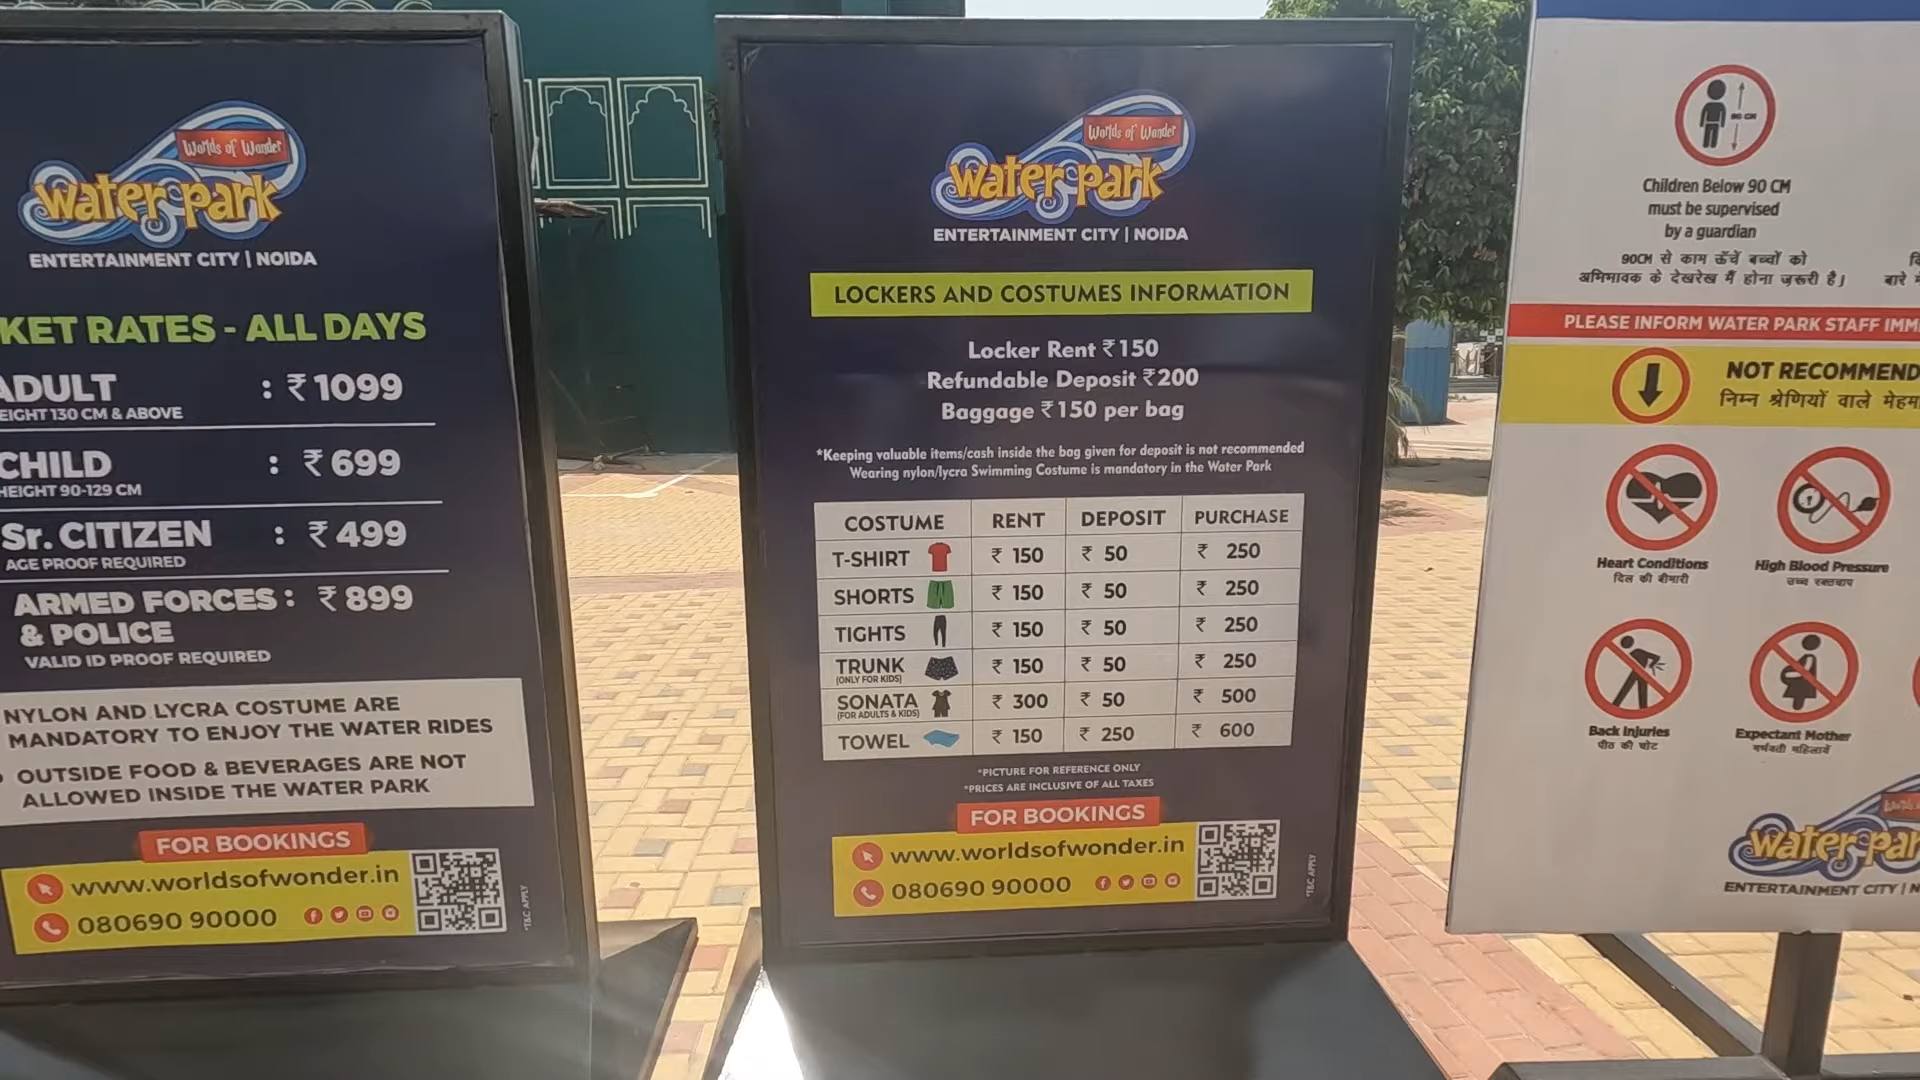 Worlds of Wonder
water park
ENTERTAINMENT CITY | NOIDA
KET RATES - ALL DAYS
ADULT : ₹ 1099
EIGHT 130 CM & ABOVE
CHILD : ₹ 699
HEIGHT 90-129 CM
Sr. CITIZEN : ₹ 499
AGE PROOF REQUIRED
ARMED FORCES : ₹ 899
& POLICE
VALID ID PROOF REQUIRED
NYLON AND LYCRA COSTUME ARE
MANDATORY TO ENJOY THE WATER RIDES
OUTSIDE FOOD & BEVERAGES ARE NOT
ALLOWED INSIDE THE WATER PARK
FOR BOOKINGS
www.worldsofwonder.in
080690 90000
*T&C APPLY
Worlds of Wonder
water park
ENTERTAINMENT CITY | NOIDA
LOCKERS AND COSTUMES INFORMATION
Locker Rent ₹150
Refundable Deposit ₹200
Baggage ₹150 per bag
*Keeping valuable items/cash inside the bag given for deposit is not recommended
Wearing nylon/lycra Swimming Costume is mandatory in the Water Park
COSTUME RENT DEPOSIT PURCHASE
T-SHIRT ₹ 150 ₹ 50 ₹ 250
SHORTS ₹ 150 ₹ 50 ₹ 250
TIGHTS ₹ 150 ₹ 50 ₹ 250
TRUNK ₹ 150 ₹ 50 ₹ 250
(ONLY FOR KIDS)
SONATA ₹ 300 ₹ 50 ₹ 500
(FOR ADULTS & KIDS)
TOWEL ₹ 150 ₹ 250 ₹ 600
*PICTURE FOR REFERENCE ONLY
*PRICES ARE INCLUSIVE OF ALL TAXES
FOR BOOKINGS
www.worldsofwonder.in
080690 90000
*T&C APPLY
90 CM
Children Below 90 CM
must be supervised
by a guardian
90CM से काम ऊँचें बच्चों को
अभिभावक के देखरेख मैं होना ज़रूरी है।
बारे
PLEASE INFORM WATER PARK STAFF IMM
NOT RECOMMEND
निम्न श्रेणियों वाले मेहमा
Heart Conditions
दिल की बीमारी
High Blood Pressure
उच्च रक्तचाप
Back Injuries
पीठ की चोट
Expectant Mother
गर्भवती महिलायें
water par
ENTERTAINMENT CITY | N